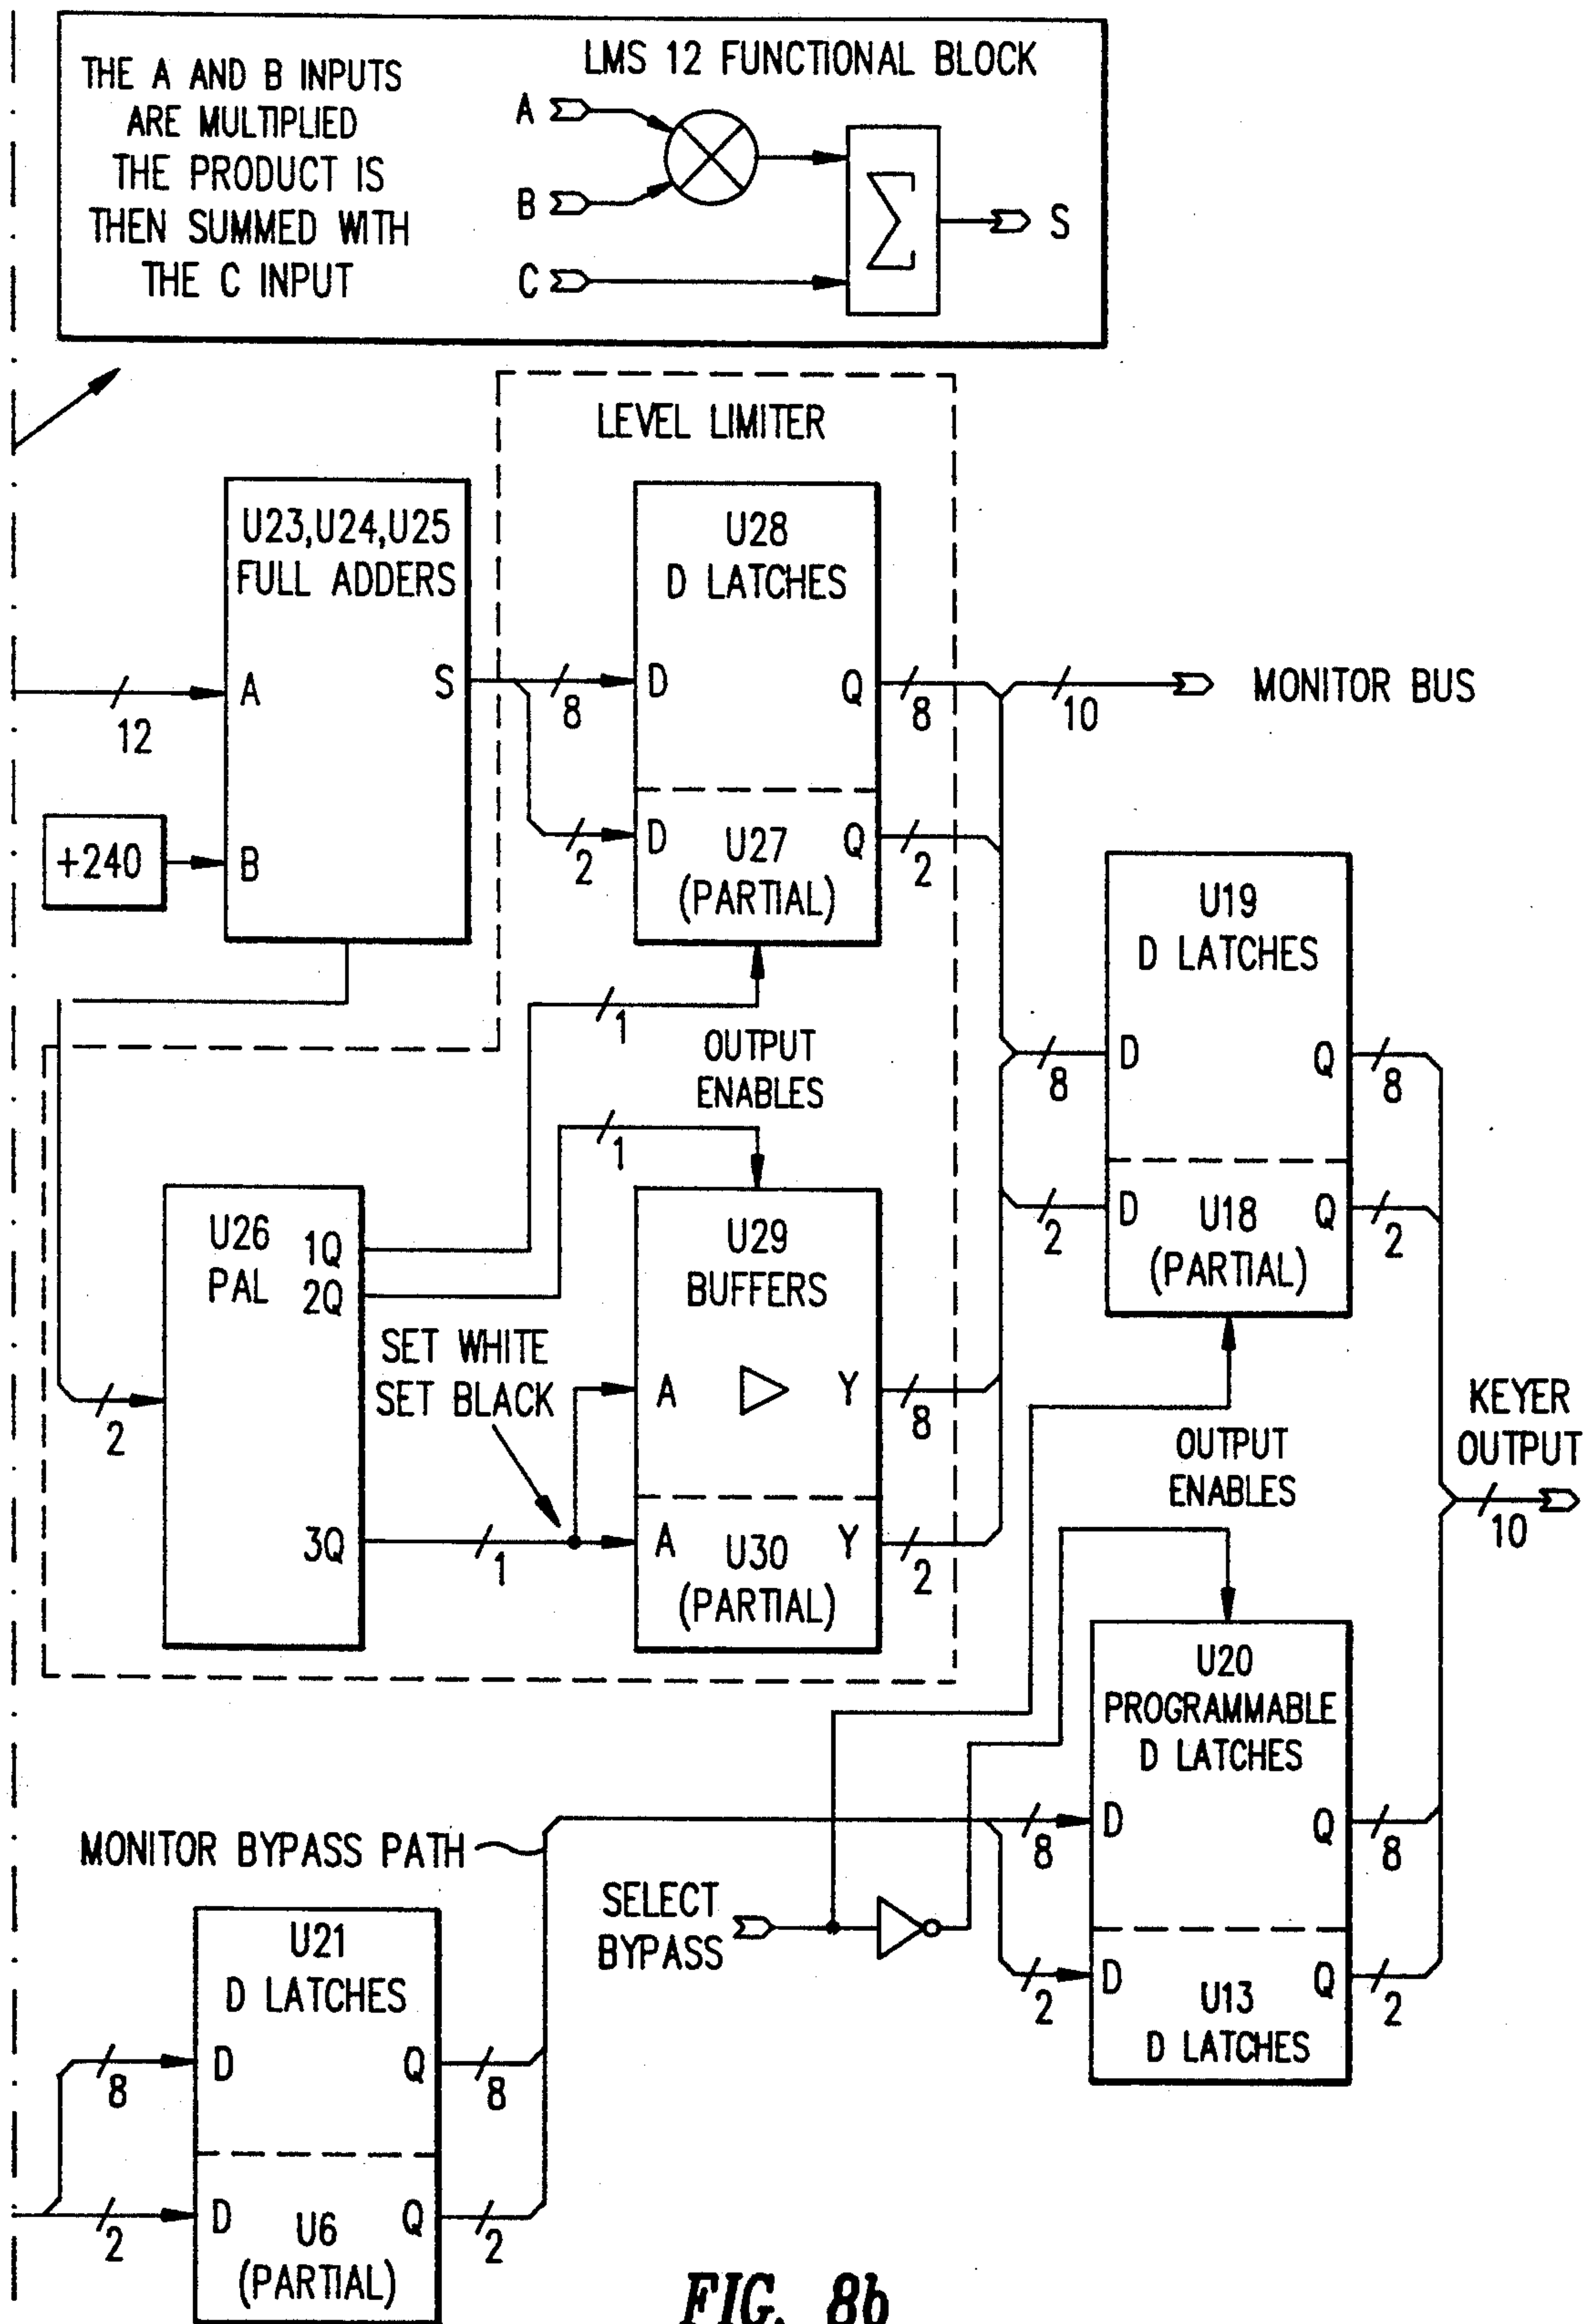 THE A AND B INPUTS
ARE MULTIPLIED
THE PRODUCT IS
THEN SUMMED WITH
THE C INPUT
LMS 12 FUNCTIONAL BLOCK
A
B
C
Σ
S
LEVEL LIMITER
U23,U24,U25
FULL ADDERS
A
S
B
12
+240
U28
D LATCHES
D
Q
8
8
D
U27
(PARTIAL)
Q
2
2
10
MONITOR BUS
1
OUTPUT
ENABLES
1
U26
PAL
1Q
2Q
3Q
2
SET WHITE
SET BLACK
1
U29
BUFFERS
A
Y
8
A
U30
(PARTIAL)
Y
2
U19
D LATCHES
D
Q
8
8
D
U18
(PARTIAL)
Q
2
2
OUTPUT
ENABLES
KEYER
OUTPUT
10
U20
PROGRAMMABLE
D LATCHES
D
Q
8
8
D
U13
D LATCHES
Q
2
2
MONITOR BYPASS PATH
SELECT
BYPASS
U21
D LATCHES
D
Q
8
8
D
U6
(PARTIAL)
Q
2
2
FIG. 8b